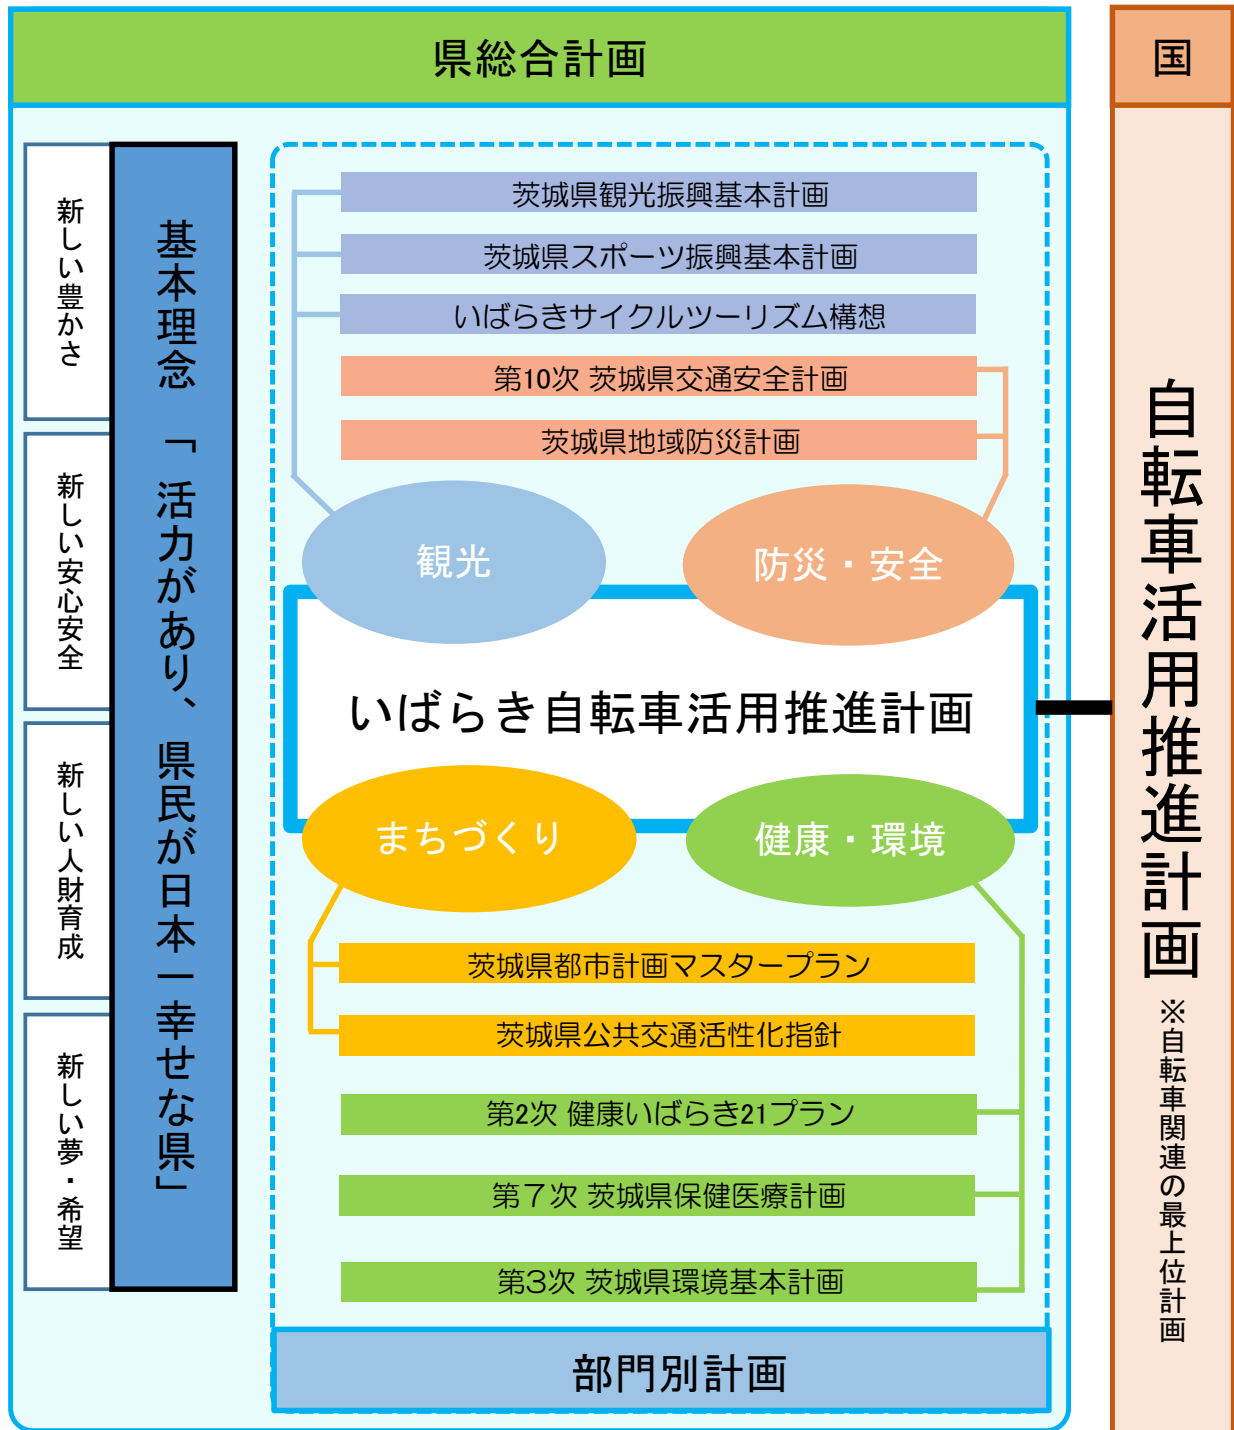 県総合計画
国
新しい豊かさ
新しい安心安全
新しい人財育成
新しい夢・希望
基本理念 「 活力があり、県民が日本一幸せな県」
茨城県観光振興基本計画
茨城県スポーツ振興基本計画
いばらきサイクルツーリズム構想
第10次 茨城県交通安全計画
茨城県地域防災計画
観光
防災・安全
いばらき自転車活用推進計画
まちづくり
健康・環境
茨城県都市計画マスタープラン
茨城県公共交通活性化指針
第2次 健康いばらき21プラン
第７次 茨城県保健医療計画
第3次 茨城県環境基本計画
部門別計画
自転車活用推進計画 ※自転車関連の最上位計画